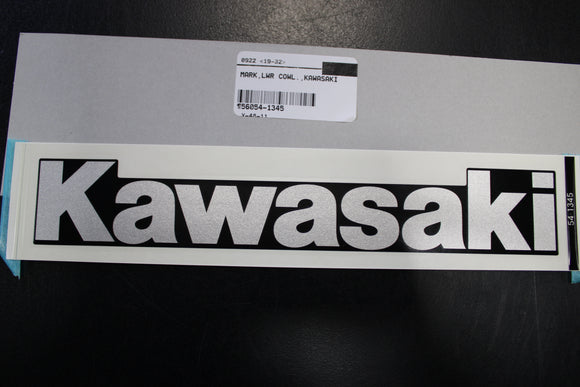 0922 <19-32>
MARK,LWR COWL.,KAWASAKI
56054-1345
Kawasaki
54 1345